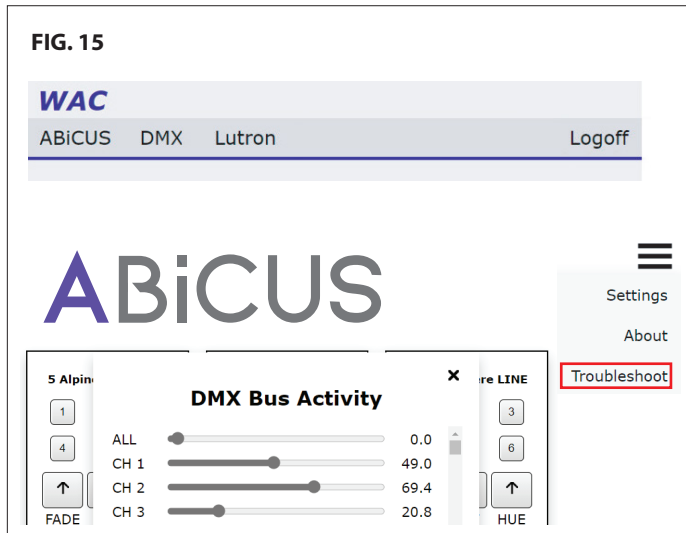 FIG. 15
WAC
ABiCUS DMX Lutron Logoff
ABiCUS
Settings
About
Troubleshoot
5 Alpin
ere LINE
DMX Bus Activity
1
3
4
6
ALL 0.0
CH 1 49.0
CH 2 69.4
CH 3 20.8
FADE
HUE